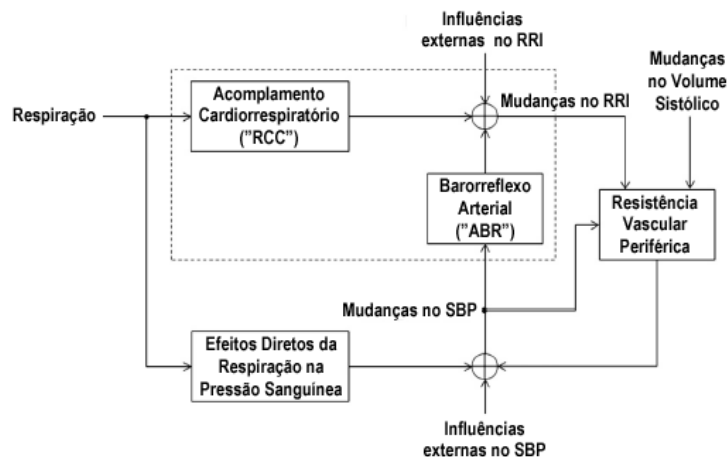 Influências
externas no RRI
Mudanças
no Volume
Sistólico
Acomplamento
Cardiorrespiratório
("RCC")
Mudanças no RRI
Respiração
Barorreflexo
Arterial
("ABR")
Resistência
Vascular
Periférica
Mudanças no SBP
Efeitos Diretos da
Respiração na
Pressão Sanguínea
Influências
externas no SBP